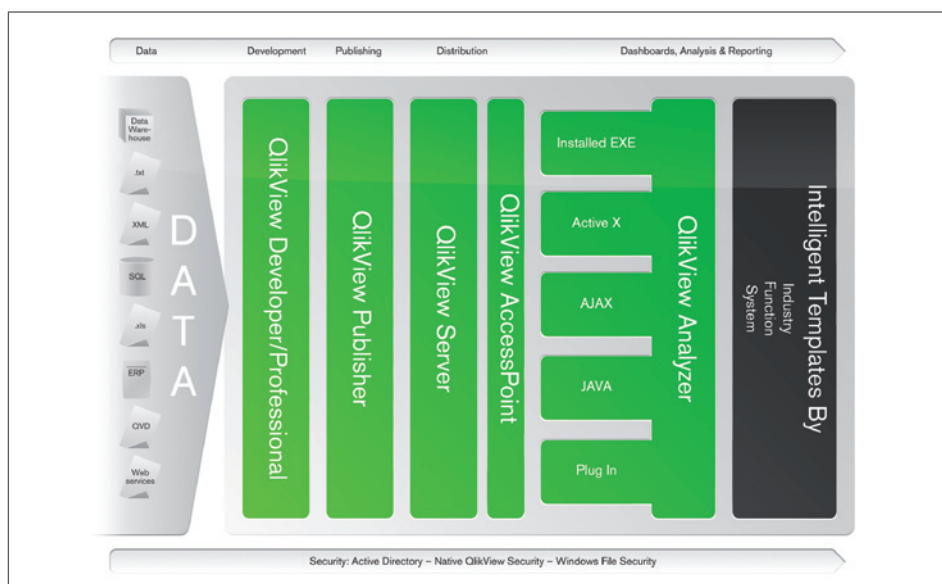 Data
Development
Publishing
Distribution
Dashboards, Analysis & Reporting
Data
Ware-
house
.txt
XML
SQL
.xls
ERP
QVD
Web
services
DATA
QlikView Developer/Professional
QlikView Publisher
QlikView Server
QlikView AccessPoint
Installed EXE
Active X
AJAX
JAVA
Plug In
QlikView Analyzer
Intelligent Templates By
Industry
Function
System
Security: Active Directory – Native QlikView Security – Windows File Security